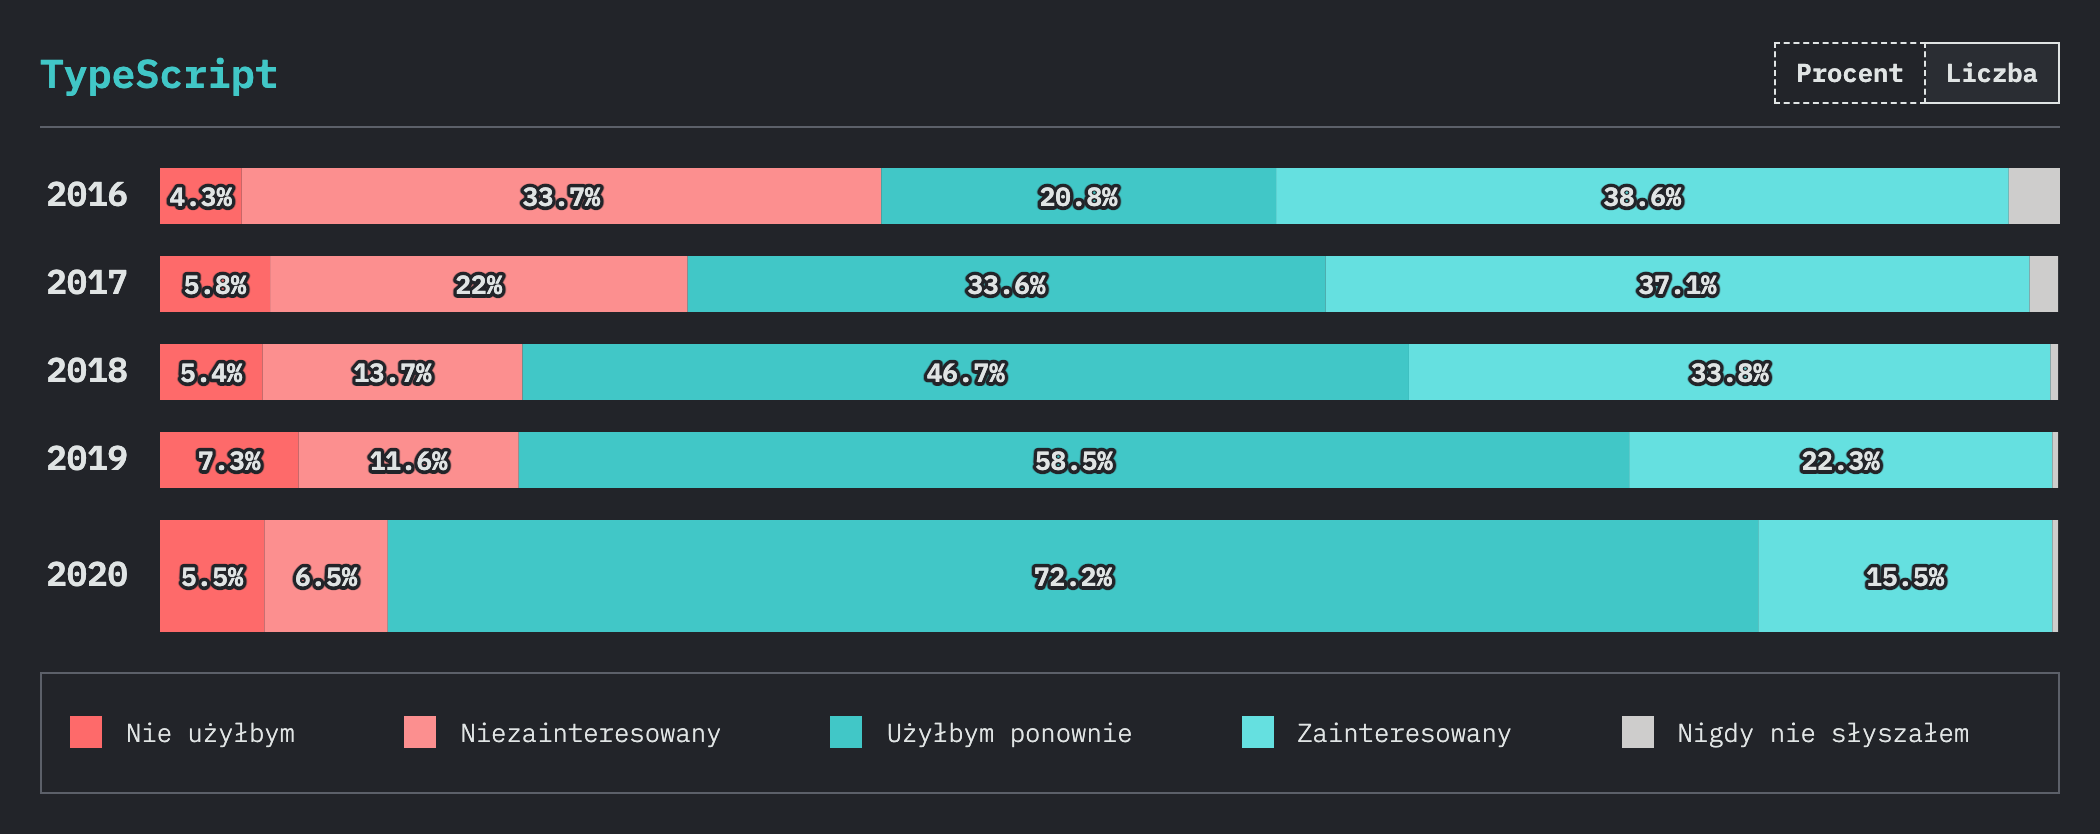 TypeScript
Procent Liczba
2016 4.3% 33.7% 20.8% 38.6%
2017 5.8% 22% 33.6% 37.1%
2018 5.4% 13.7% 46.7% 33.8%
2019 7.3% 11.6% 58.5% 22.3%
2020 5.5% 6.5% 72.2% 15.5%
Nie użyłbym Niezainteresowany Użyłbym ponownie Zainteresowany Nigdy nie słyszałem